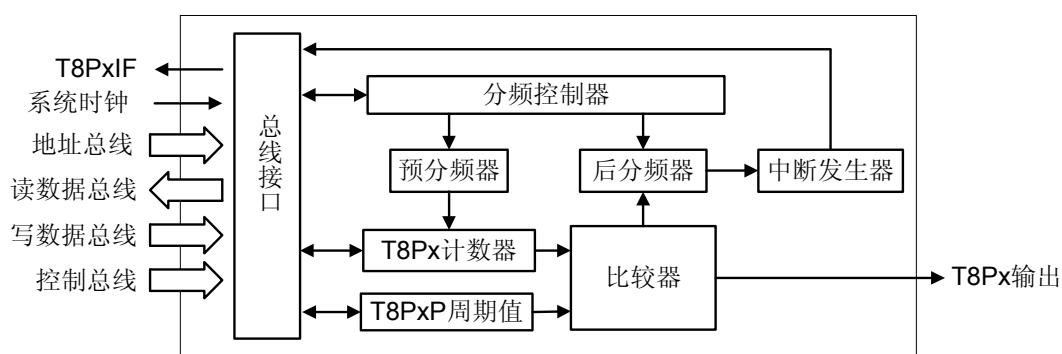 T8PxIF
系统时钟
地址总线
读数据总线
写数据总线
控制总线
总线接口
分频控制器
预分频器
后分频器
中断发生器
T8Px计数器
比较器
T8PxP周期值
T8Px输出